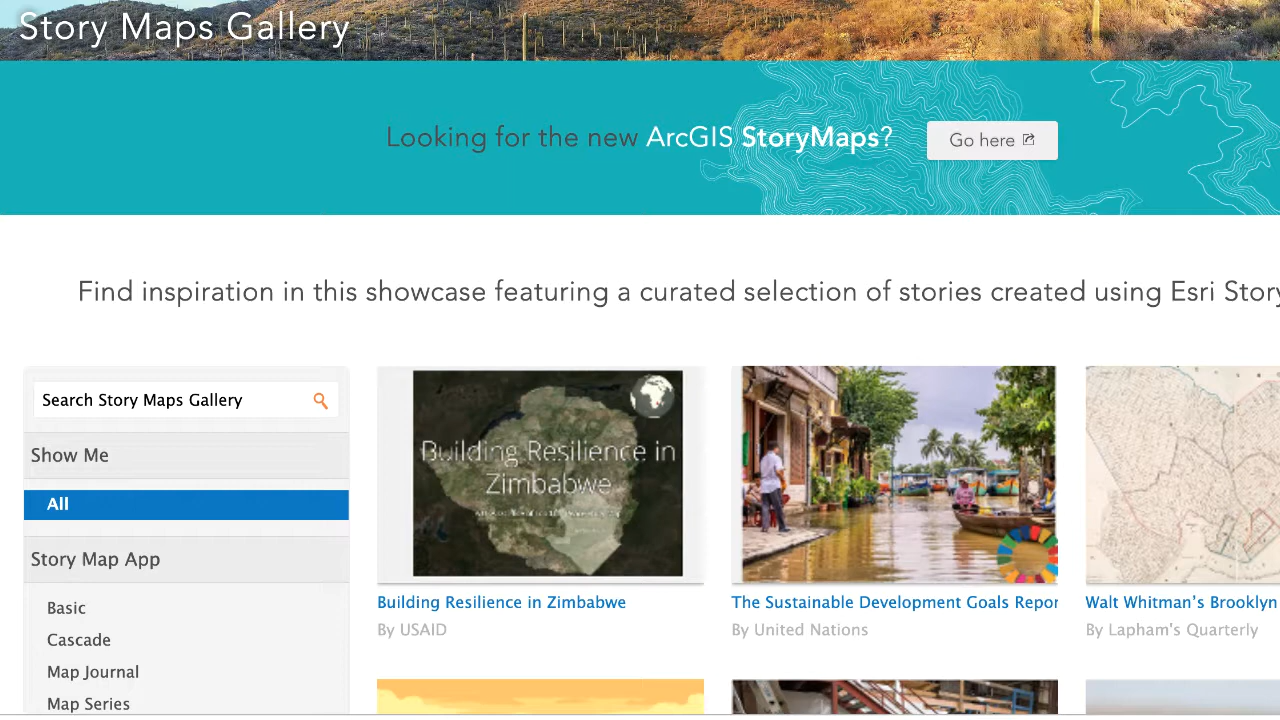 Story Maps Gallery
Looking for the new ArcGIS StoryMaps?
Go here
Find inspiration in this showcase featuring a curated selection of stories created using Esri Story
Search Story Maps Gallery
Show Me
All
Story Map App
Basic
Cascade
Map Journal
Map Series
Building Resilience in
Zimbabwe
Building Resilience in Zimbabwe
By USAID
The Sustainable Development Goals Repor
By United Nations
Walt Whitman’s Brooklyn
By Lapham's Quarterly